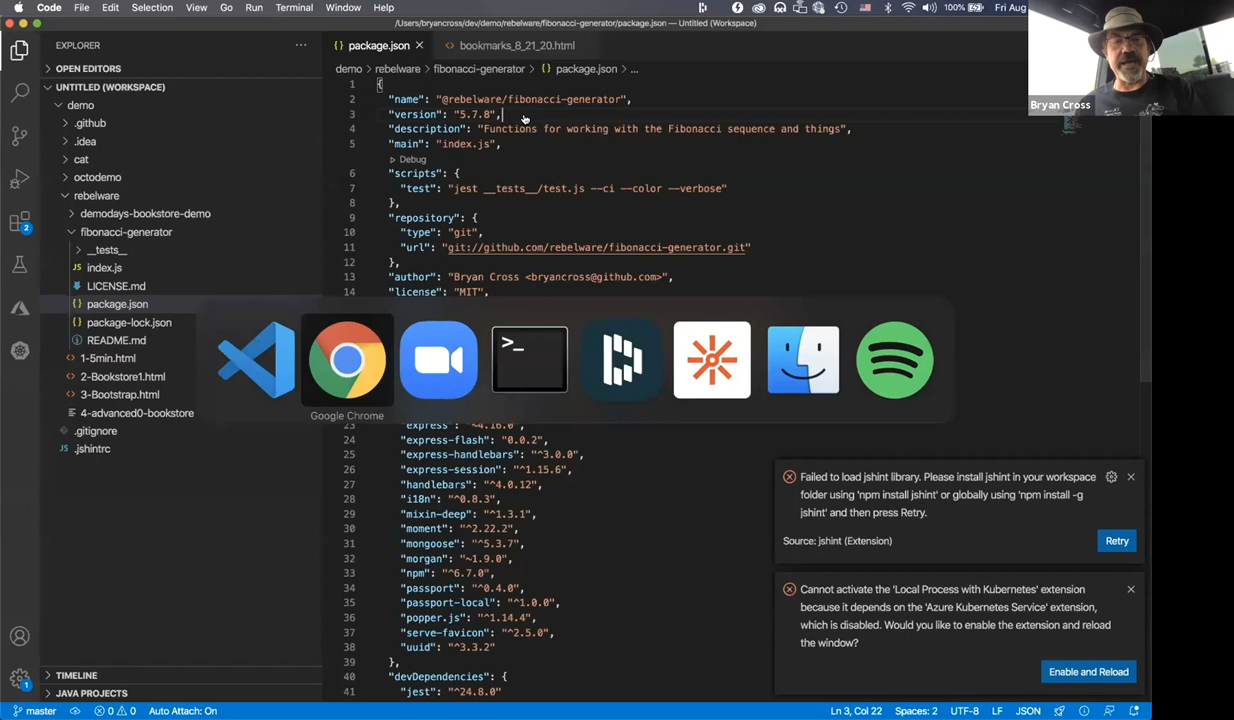 Code File Edit Selection View Go Run Terminal Window Help 100% Fri Aug
/Users/bryancross/dev/demo/rebelware/fibonacci-generator/package.json — Untitled (Workspace)
Bryan Cross
EXPLORER
OPEN EDITORS
UNTITLED (WORKSPACE)
demo
.github
.idea
cat
octodemo
rebelware
demodays-bookstore-demo
fibonacci-generator
__tests__
JS index.js
LICENSE.md
{} package.json
{} package-lock.json
README.md
<> 1-5min.html
<> 2-Bookstore1.html
<> 3-Bootstrap.html
4-advanced0-bookstore
.gitignore
JS .jshintrc
TIMELINE
JAVA PROJECTS
2
1
{} package.json × <> bookmarks_8_21_20.html
demo > rebelware > fibonacci-generator > {} package.json > ...
1 {
2 "name": "@rebelware/fibonacci-generator",
3 "version": "5.7.8",
4 "description": "Functions for working with the Fibonacci sequence and things",
5 "main": "index.js",
Debug
6 "scripts": {
7 "test": "jest __tests__/test.js --ci --color --verbose"
8 },
9 "repository": {
10 "type": "git",
11 "url": "git://github.com/rebelware/fibonacci-generator.git"
12 },
13 "author": "Bryan Cross <bryancross@github.com>",
14 "license": "MIT",
>_
Google Chrome
23 "express": "~4.16.0",
24 "express-flash": "0.0.2",
25 "express-handlebars": "^3.0.0",
26 "express-session": "^1.15.6",
27 "handlebars": "^4.0.12",
28 "i18n": "^0.8.3",
29 "mixin-deep": "^1.3.1",
30 "moment": "^2.22.2",
31 "mongoose": "^5.3.7",
32 "morgan": "~1.9.0",
33 "npm": "^6.7.0",
34 "passport": "^0.4.0",
35 "passport-local": "^1.0.0",
36 "popper.js": "^1.14.4",
37 "serve-favicon": "^2.5.0",
38 "uuid": "^3.3.2"
39 },
40 "devDependencies": {
41 "jest": "^24.8.0"
Failed to load jshint library. Please install jshint in your workspace
folder using 'npm install jshint' or globally using 'npm install -g
jshint' and then press Retry.
Source: jshint (Extension)
Retry
Cannot activate the 'Local Process with Kubernetes' extension
because it depends on the 'Azure Kubernetes Service' extension,
which is disabled. Would you like to enable the extension and reload
the window?
Enable and Reload
master 0 0 Auto Attach: On Ln 3, Col 22 Spaces: 2 UTF-8 LF JSON